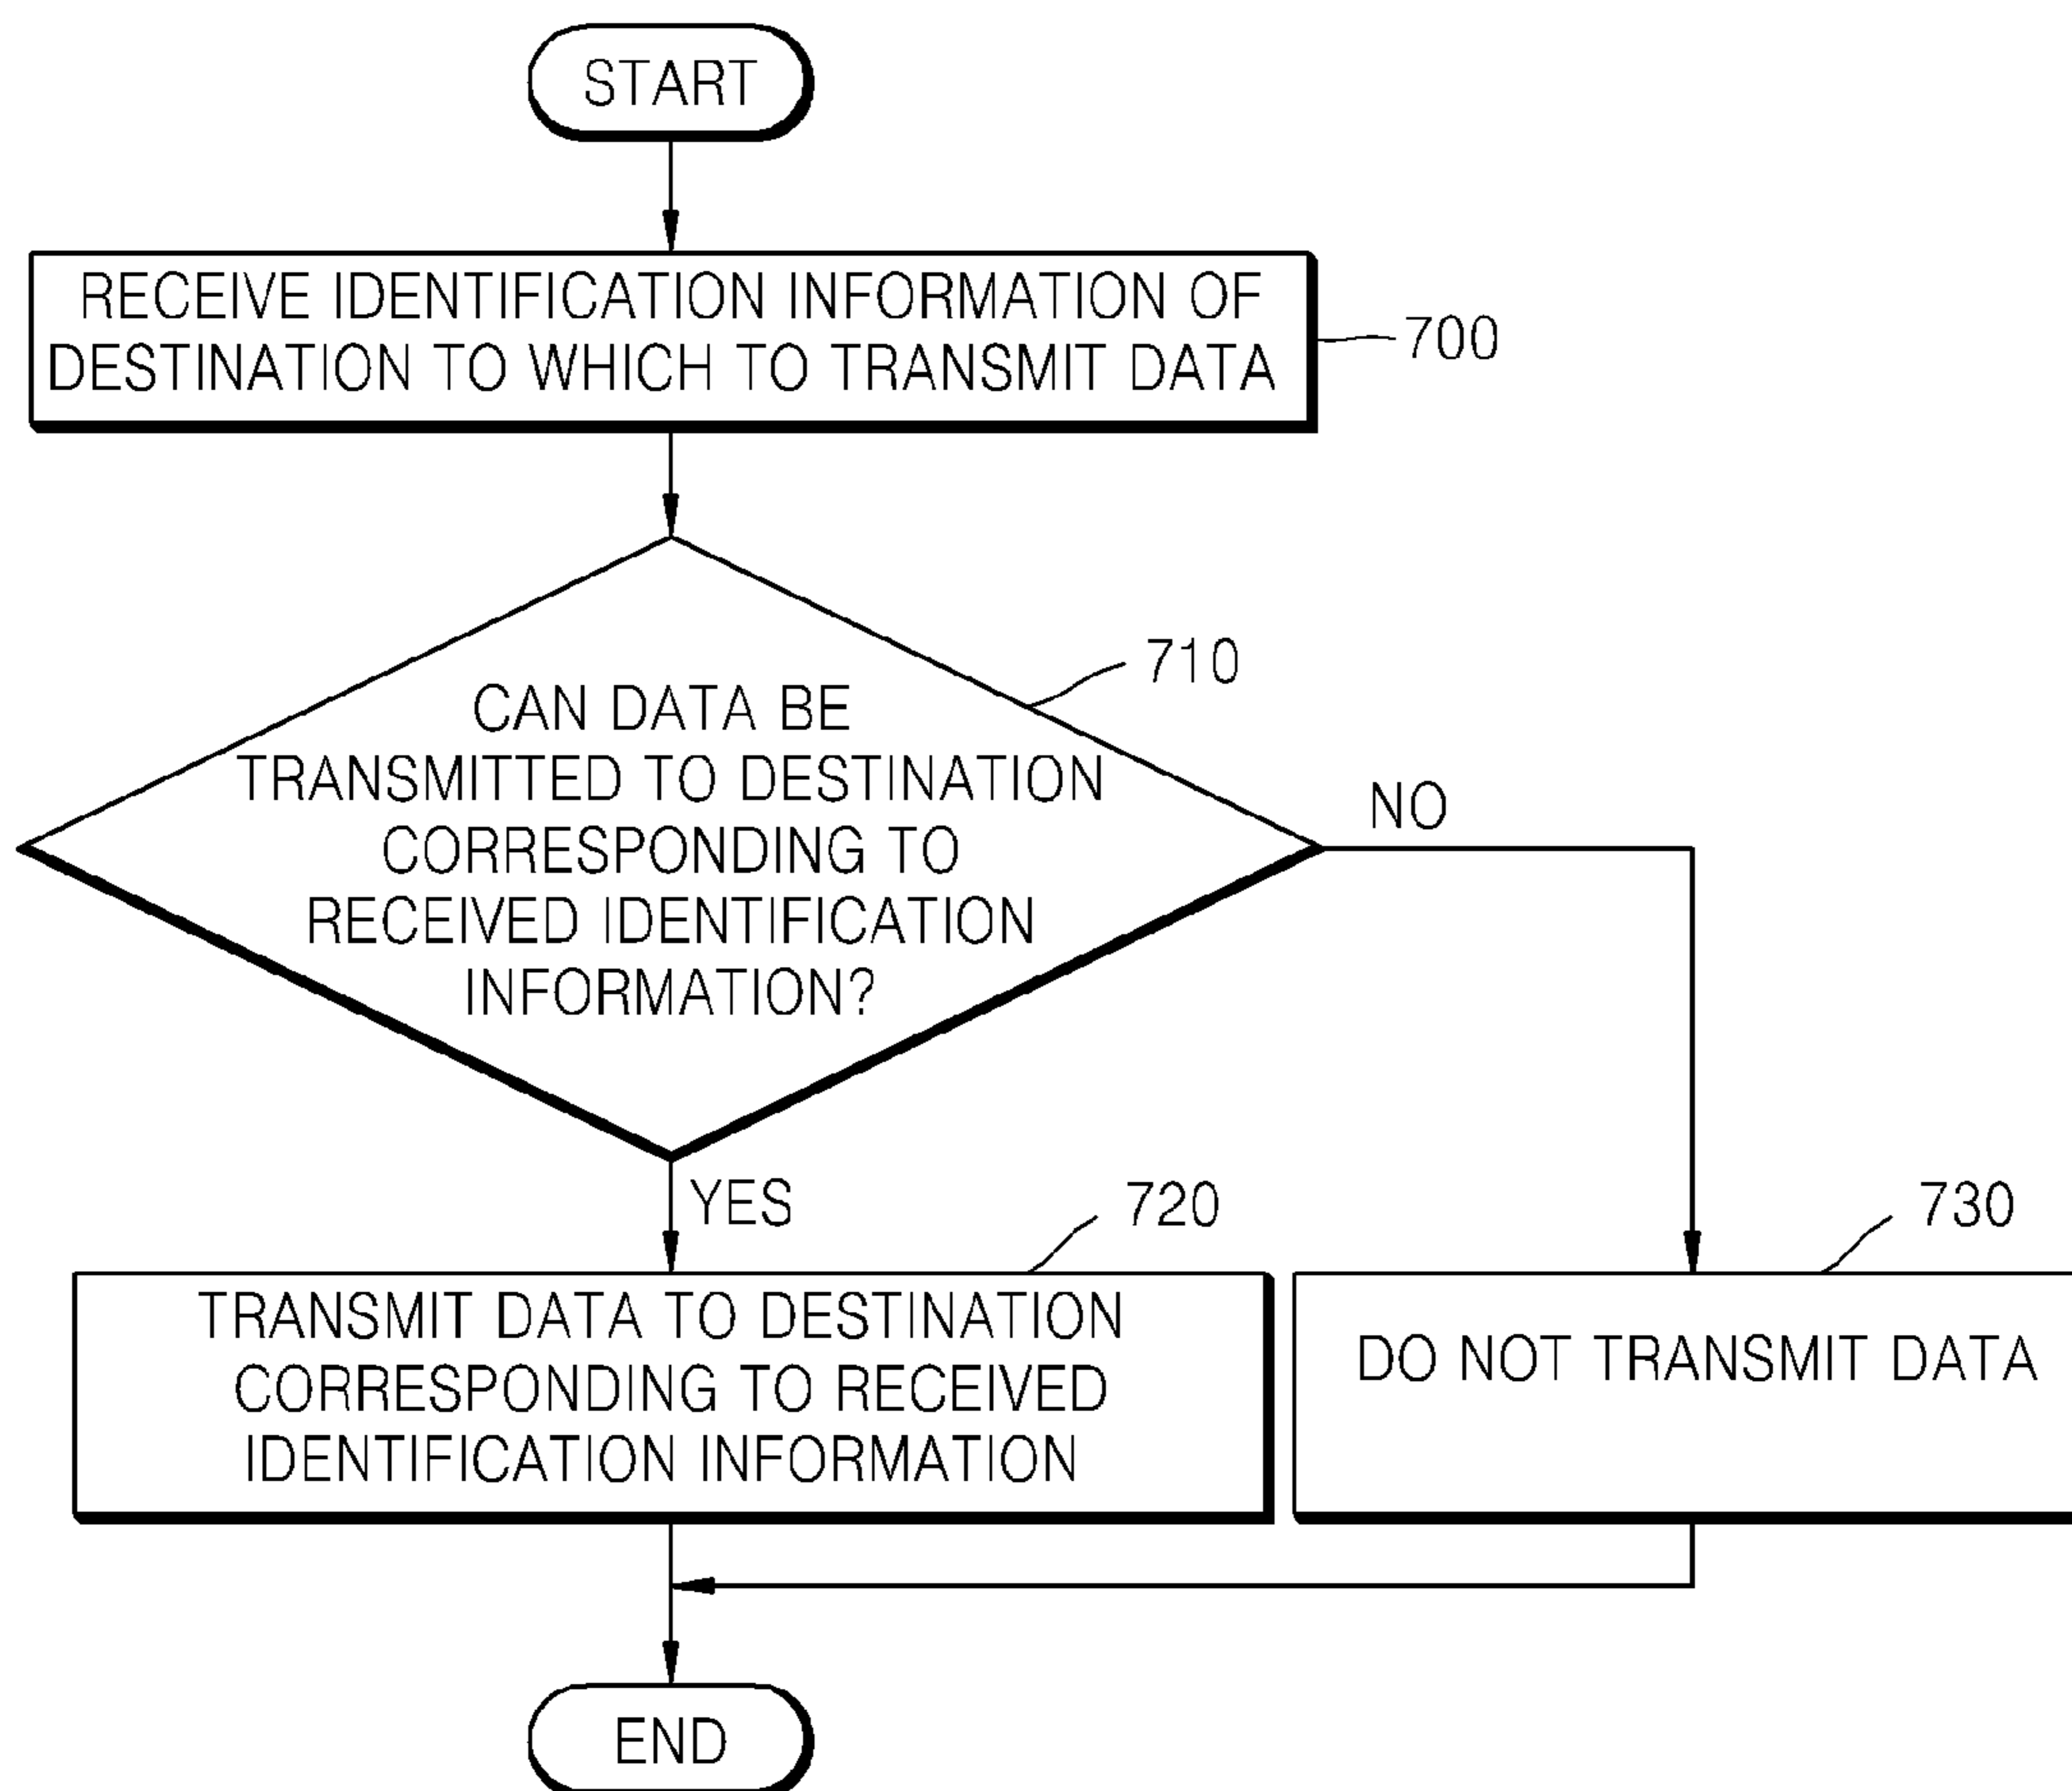 START
RECEIVE IDENTIFICATION INFORMATION OF
DESTINATION TO WHICH TO TRANSMIT DATA
700
710
CAN DATA BE
TRANSMITTED TO DESTINATION
CORRESPONDING TO
RECEIVED IDENTIFICATION
INFORMATION?
NO
YES
720
TRANSMIT DATA TO DESTINATION
CORRESPONDING TO RECEIVED
IDENTIFICATION INFORMATION
730
DO NOT TRANSMIT DATA
END